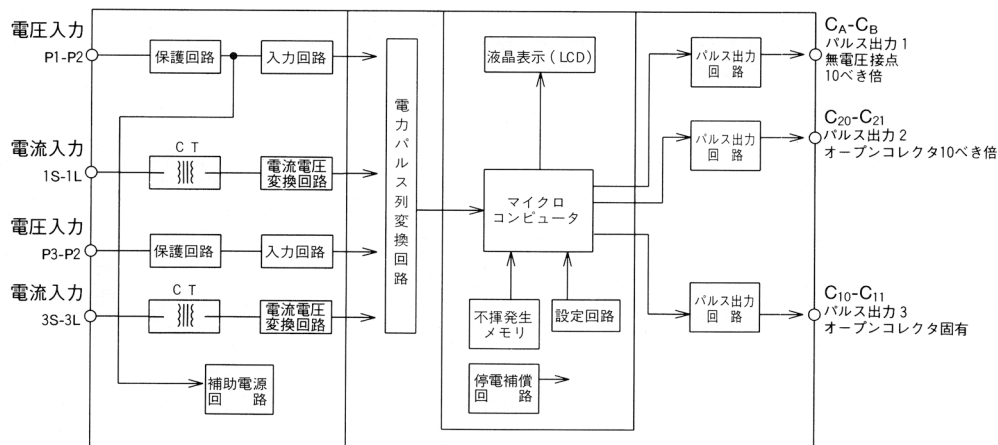 電圧入力
P1-P2
保護回路
入力回路
電流入力
1S-1L
CT
電流電圧
変換回路
電圧入力
P3-P2
保護回路
入力回路
電流入力
3S-3L
CT
電流電圧
変換回路
補助電源
回路
電力パルス列変換回路
液晶表示(LCD)
マイクロ
コンピュータ
不揮発生
メモリ
設定回路
停電補償
回路
パルス出力
回路
パルス出力
回路
パルス出力
回路
CA-CB
パルス出力1
無電圧接点
10べき倍
C20-C21
パルス出力2
オープンコレクタ10べき倍
C10-C11
パルス出力3
オープンコレクタ固有